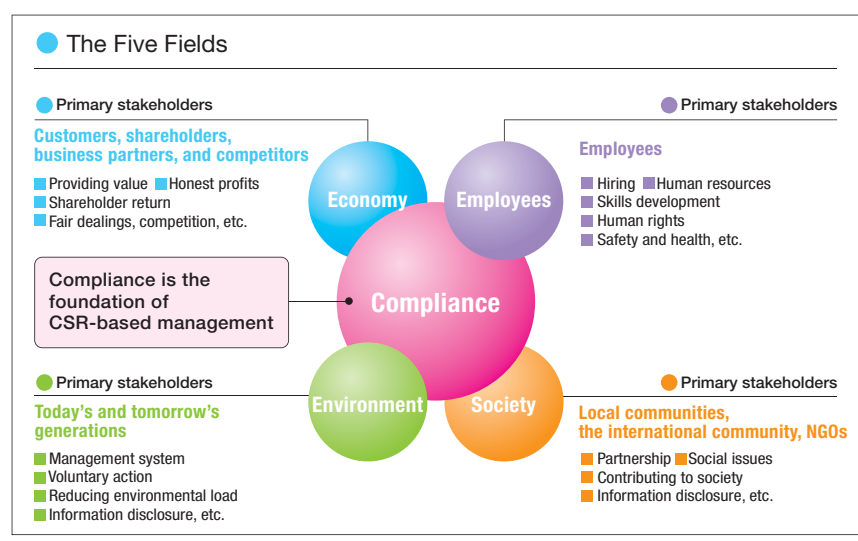 The Five Fields
Primary stakeholders
Customers, shareholders,
business partners, and competitors
Providing value Honest profits
Shareholder return
Fair dealings, competition, etc.
Primary stakeholders
Employees
Hiring Human resources
Skills development
Human rights
Safety and health, etc.
Economy
Employees
Compliance is the
foundation of
CSR-based management
Compliance
Environment
Society
Primary stakeholders
Today's and tomorrow's
generations
Management system
Voluntary action
Reducing environmental load
Information disclosure, etc.
Primary stakeholders
Local communities,
the international community, NGOs
Partnership Social issues
Contributing to society
Information disclosure, etc.